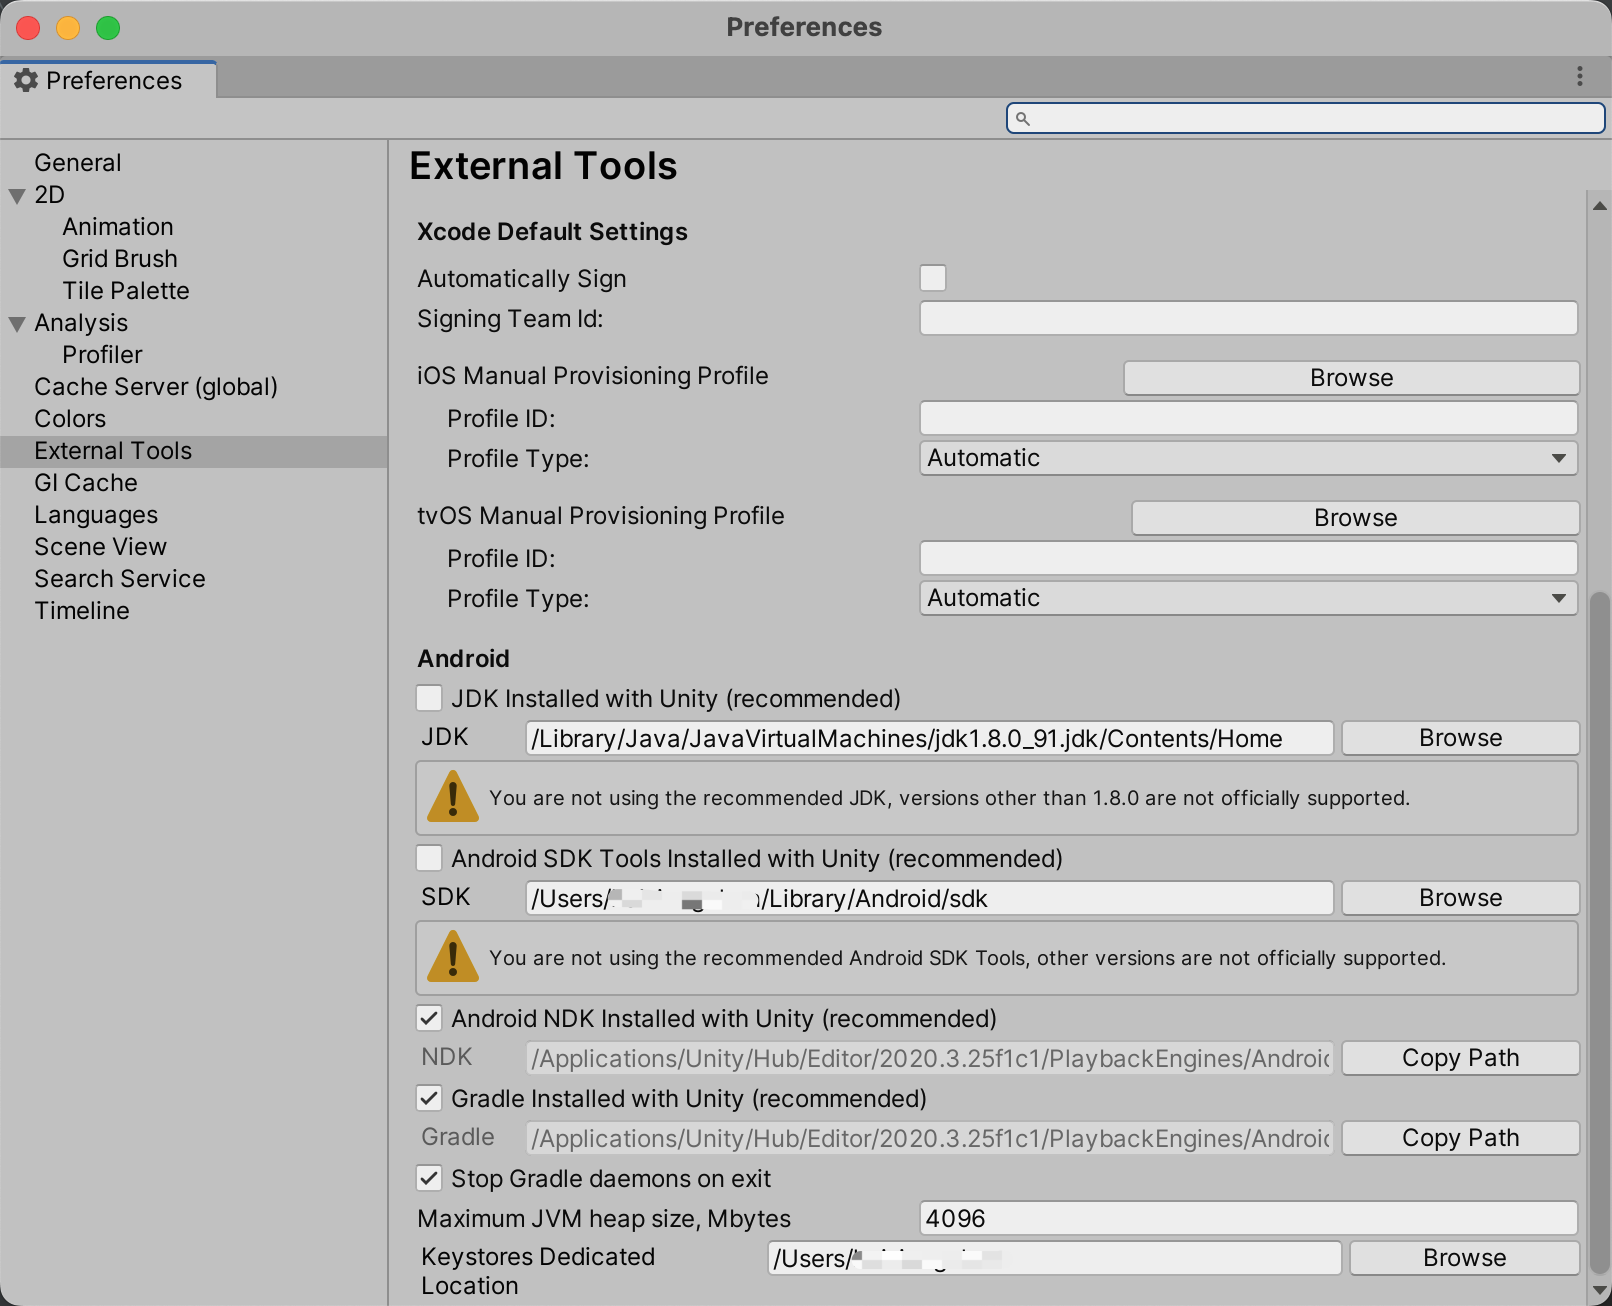 Preferences
Preferences
General
2D
Animation
Grid Brush
Tile Palette
Analysis
Profiler
Cache Server (global)
Colors
External Tools
GI Cache
Languages
Scene View
Search Service
Timeline
External Tools
Xcode Default Settings
Automatically Sign
Signing Team Id:
iOS Manual Provisioning Profile Browse
Profile ID:
Profile Type: Automatic
tvOS Manual Provisioning Profile Browse
Profile ID:
Profile Type: Automatic
Android
JDK Installed with Unity (recommended)
JDK /Library/Java/JavaVirtualMachines/jdk1.8.0_91.jdk/Contents/Home Browse
You are not using the recommended JDK, versions other than 1.8.0 are not officially supported.
Android SDK Tools Installed with Unity (recommended)
SDK /Users/ /Library/Android/sdk Browse
You are not using the recommended Android SDK Tools, other versions are not officially supported.
Android NDK Installed with Unity (recommended)
NDK /Applications/Unity/Hub/Editor/2020.3.25f1c1/PlaybackEngines/Androi Copy Path
Gradle Installed with Unity (recommended)
Gradle /Applications/Unity/Hub/Editor/2020.3.25f1c1/PlaybackEngines/Androi Copy Path
Stop Gradle daemons on exit
Maximum JVM heap size, Mbytes 4096
Keystores Dedicated Location /Users/ Browse